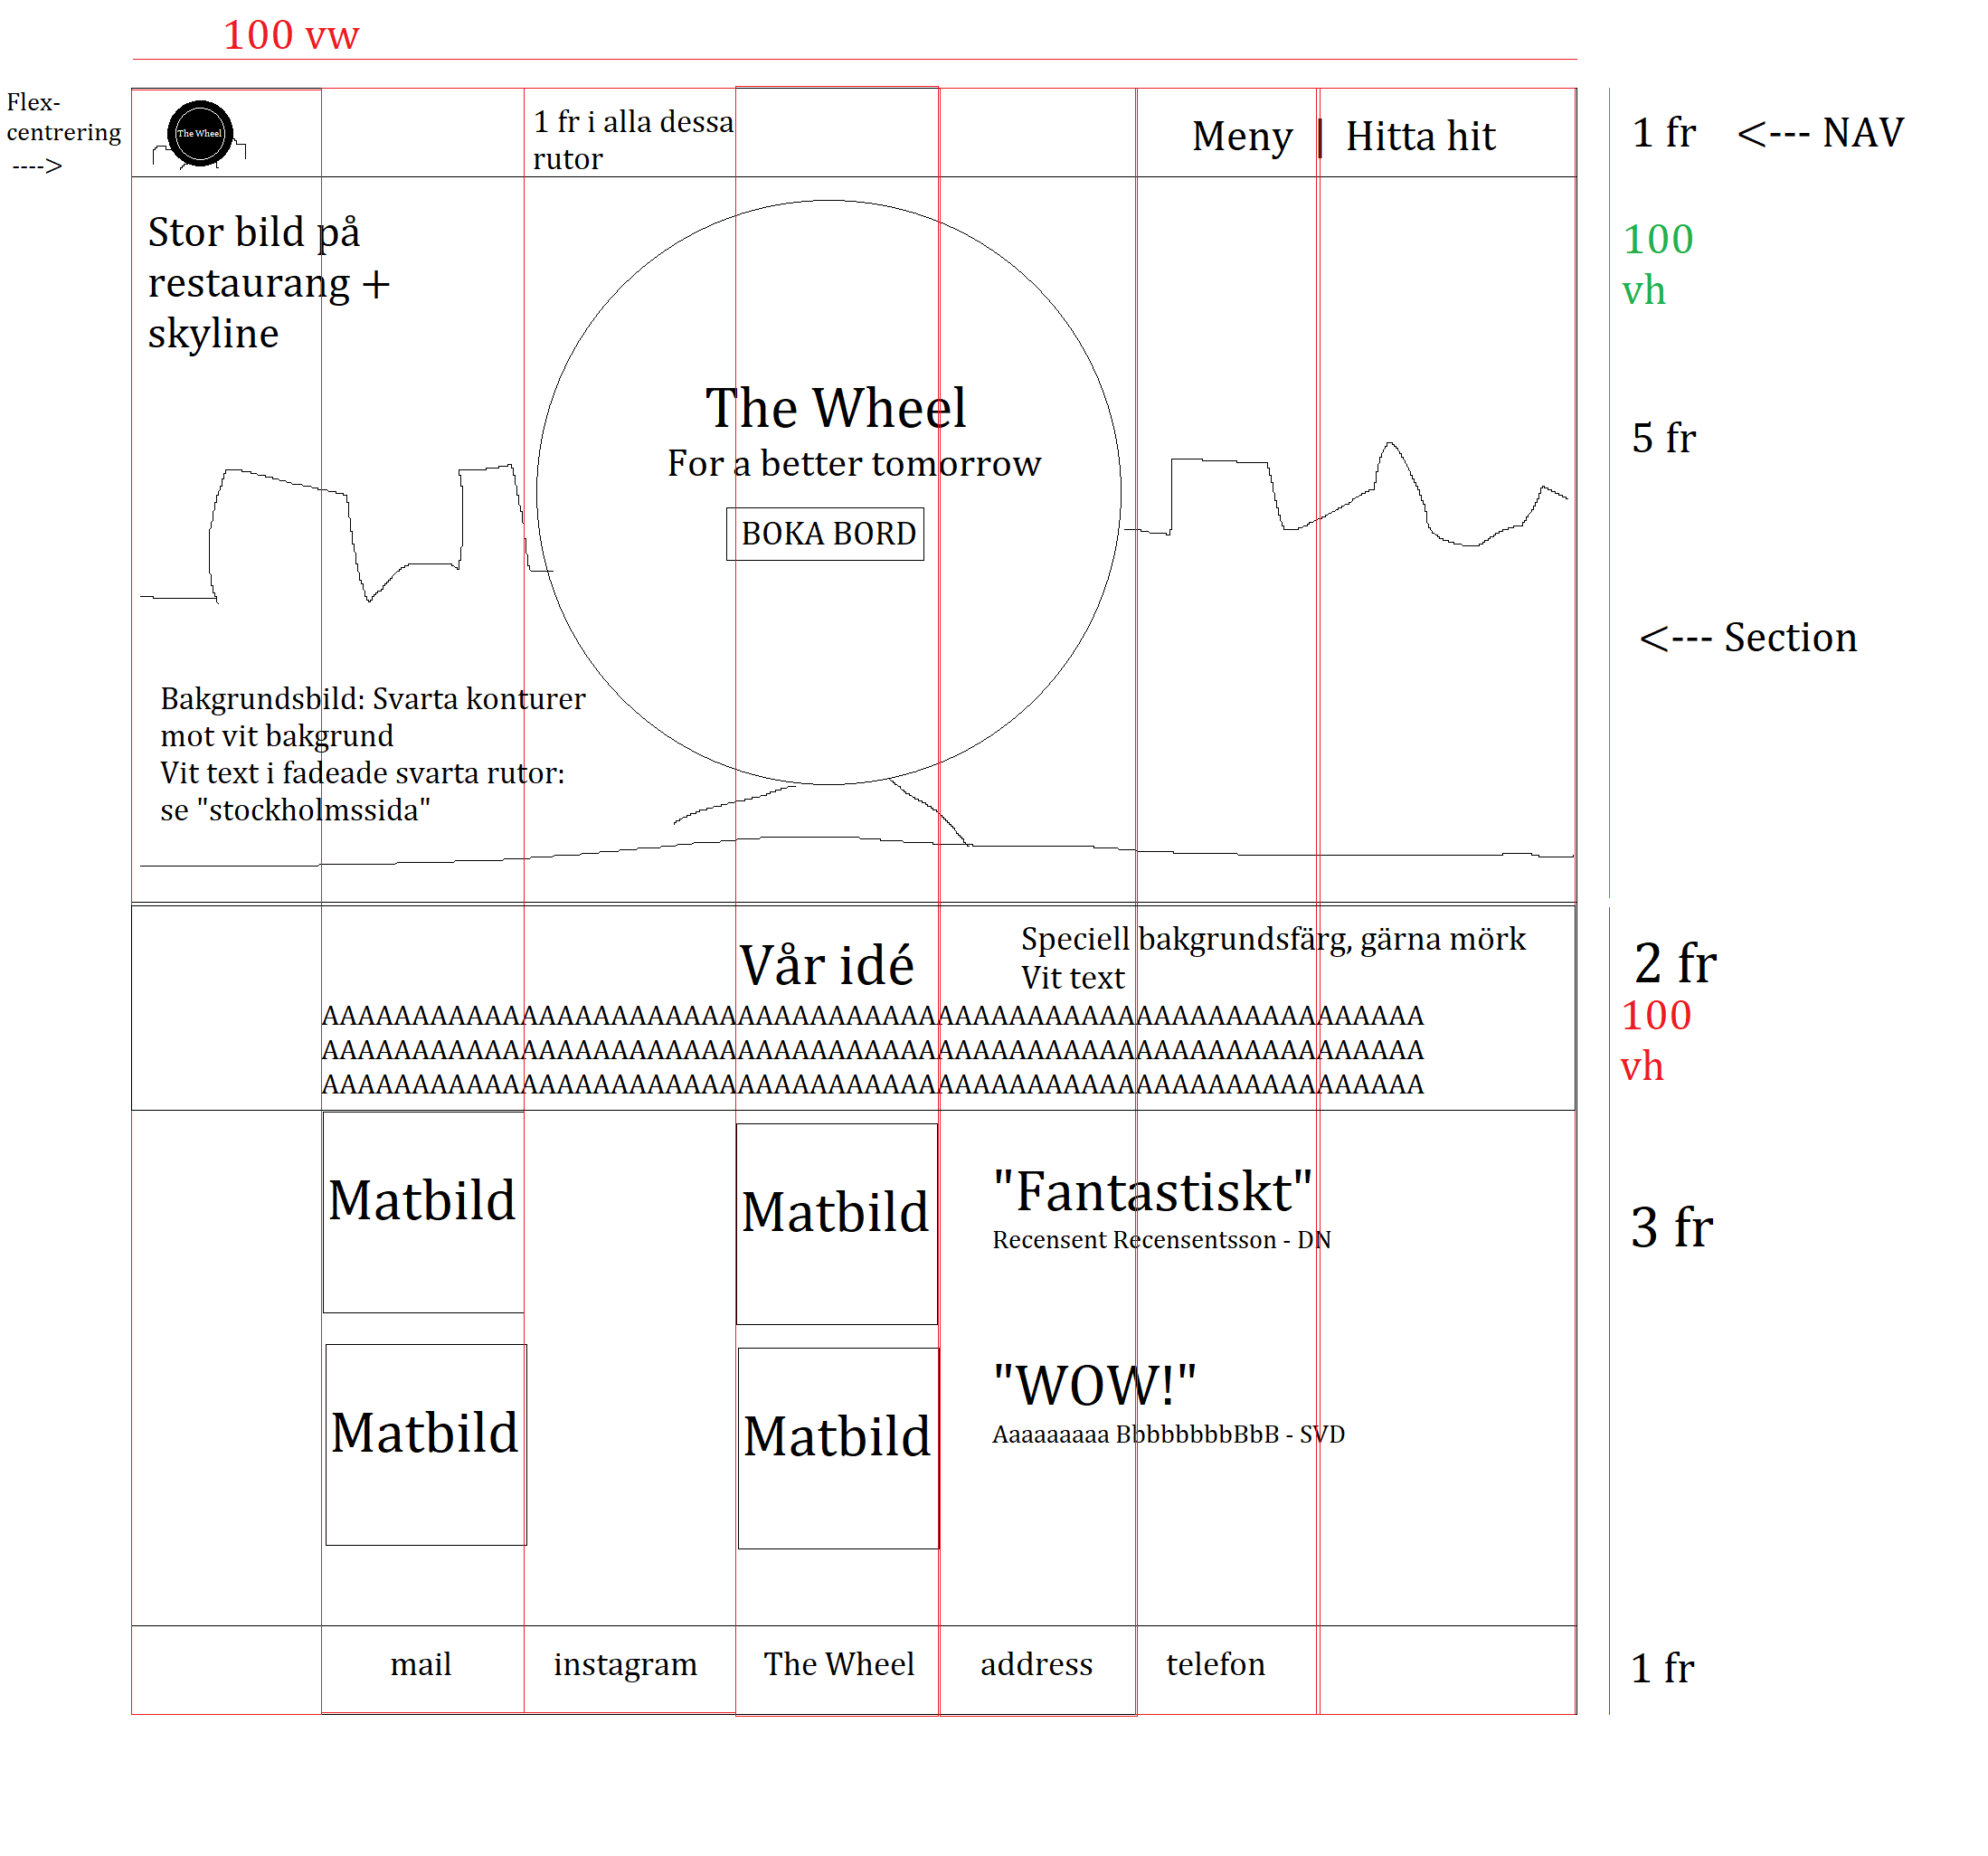 100 vw
Flex-
centrering
---->
The Wheel
1 fr i alla dessa
rutor
Meny | Hitta hit
1 fr <--- NAV
Stor bild på
restaurang +
skyline
100
vh
The Wheel
For a better tomorrow
BOKA BORD
5 fr
<--- Section
Bakgrundsbild: Svarta konturer
mot vit bakgrund
Vit text i fadeade svarta rutor:
se "stockholmssida"
Vår idé
Speciell bakgrundsfärg, gärna mörk
Vit text
2 fr
100
vh
AAAAAAAAAAAAAAAAAAAAAAAAAAAAAAAAAAAAAAAAAAAAAAAAAAAAAAAAAAAAA
AAAAAAAAAAAAAAAAAAAAAAAAAAAAAAAAAAAAAAAAAAAAAAAAAAAAAAAAAAAAA
AAAAAAAAAAAAAAAAAAAAAAAAAAAAAAAAAAAAAAAAAAAAAAAAAAAAAAAAAAAAA
Matbild
Matbild
"Fantastiskt"
Recensent Recensentsson - DN
3 fr
Matbild
Matbild
"WOW!"
Aaaaaaaaa BbbbbbbbBbB - SVD
mail
instagram
The Wheel
address
telefon
1 fr